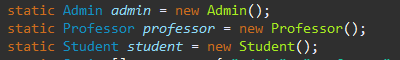 static Admin admin = new Admin();
static Professor professor = new Professor();
static Student student = new Student();